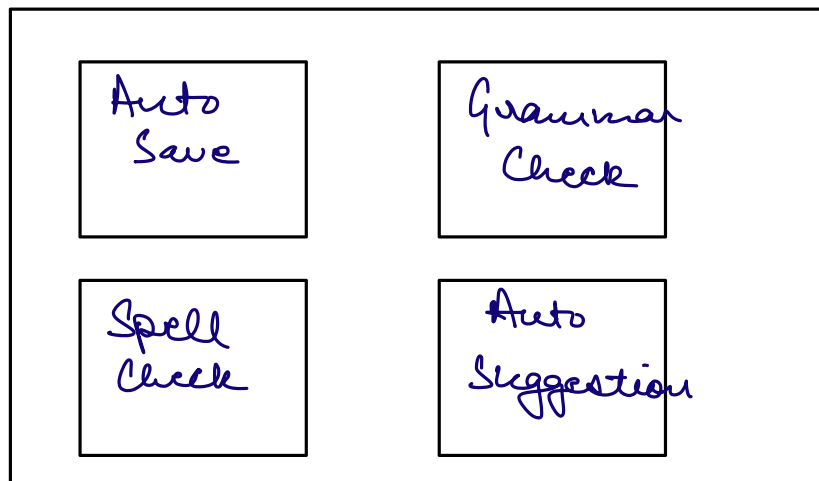 Auto
Save
Grammar
Check
Spell
Check
Auto
Suggestion